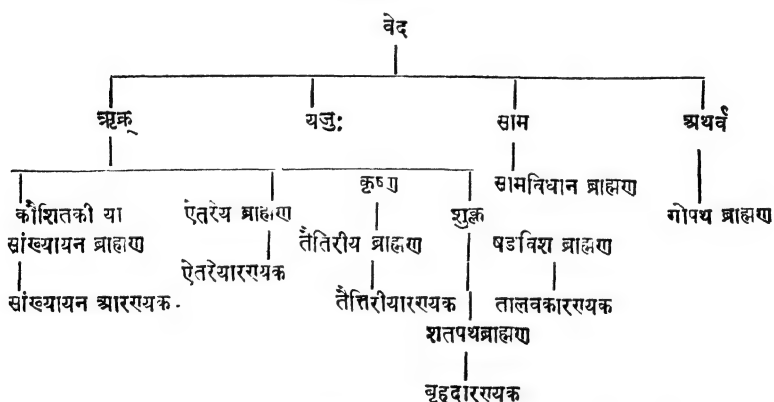 वेद
ऋक् यजुः साम अथर्व
कृष्ण सामविधान ब्राह्मण
कौशितकी या ऐतरेय ब्राह्मण शुक्ल गोपथ ब्राह्मण
सांख्यायन ब्राह्मण तैतिरीय ब्राह्मण षडविश ब्राह्मण
ऐतरेयारण्यक
सांख्यायन आरण्यक. तैत्तिरीयारण्यक तालवकारण्यक
शतपथब्राह्मण
बृहदारण्यक